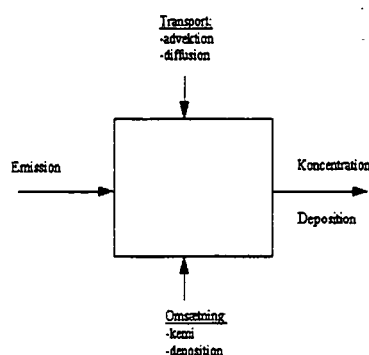 Transport:
-advektion
-diffusion
Emission
Koncentration
Deposition
Omsætning
-kemi
-deposition